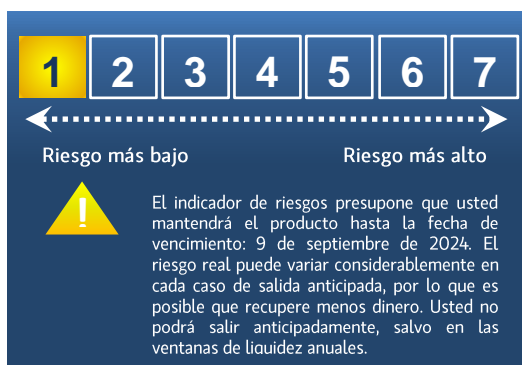 1 2 3 4 5 6 7
Riesgo más bajo Riesgo más alto
!
El indicador de riesgos presupone que usted
mantendrá el producto hasta la fecha de
vencimiento: 9 de septiembre de 2024. El
riesgo real puede variar considerablemente en
cada caso de salida anticipada, por lo que es
posible que recupere menos dinero. Usted no
podrá salir anticipadamente, salvo en las
ventanas de liquidez anuales.